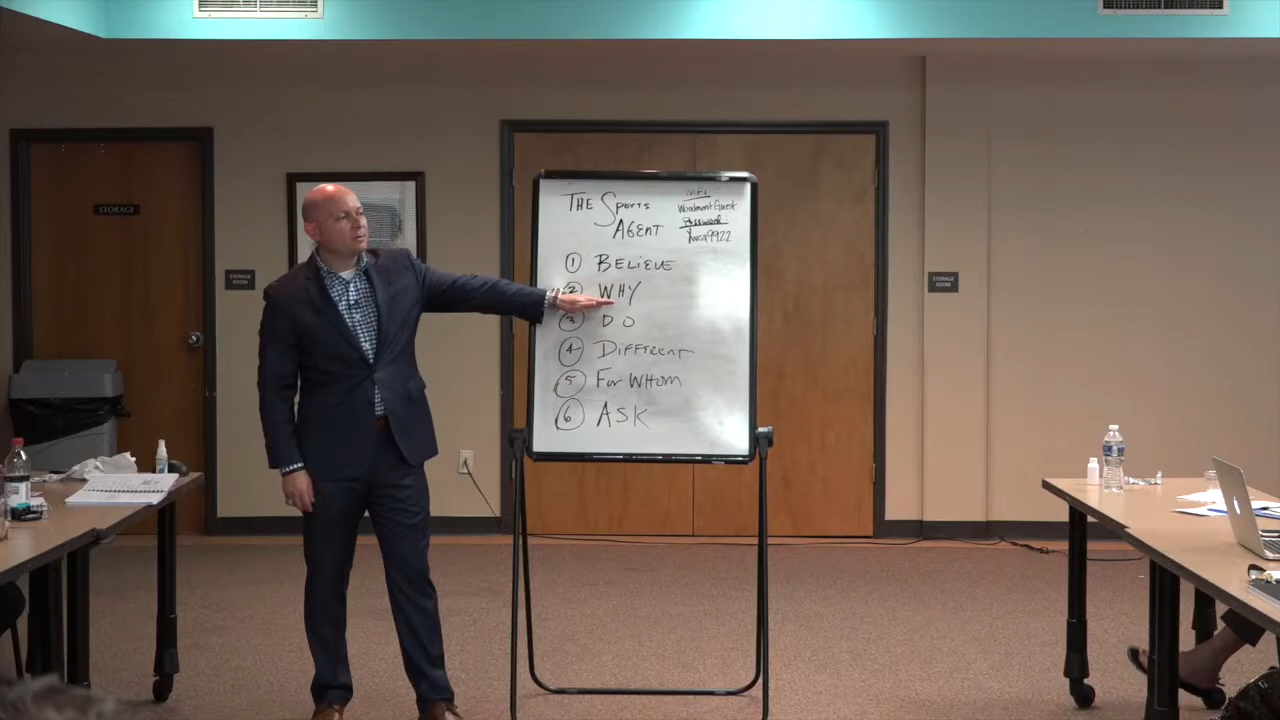 STORAGE
STORAGE ROOM
STORAGE ROOM
THE SPORTS
AGENT
WiFi
Woodmont Guest
Password:
① BELIEVE
② WHY
③ DO
④ DiFFERENT
⑤ For WHOM
⑥ ASK